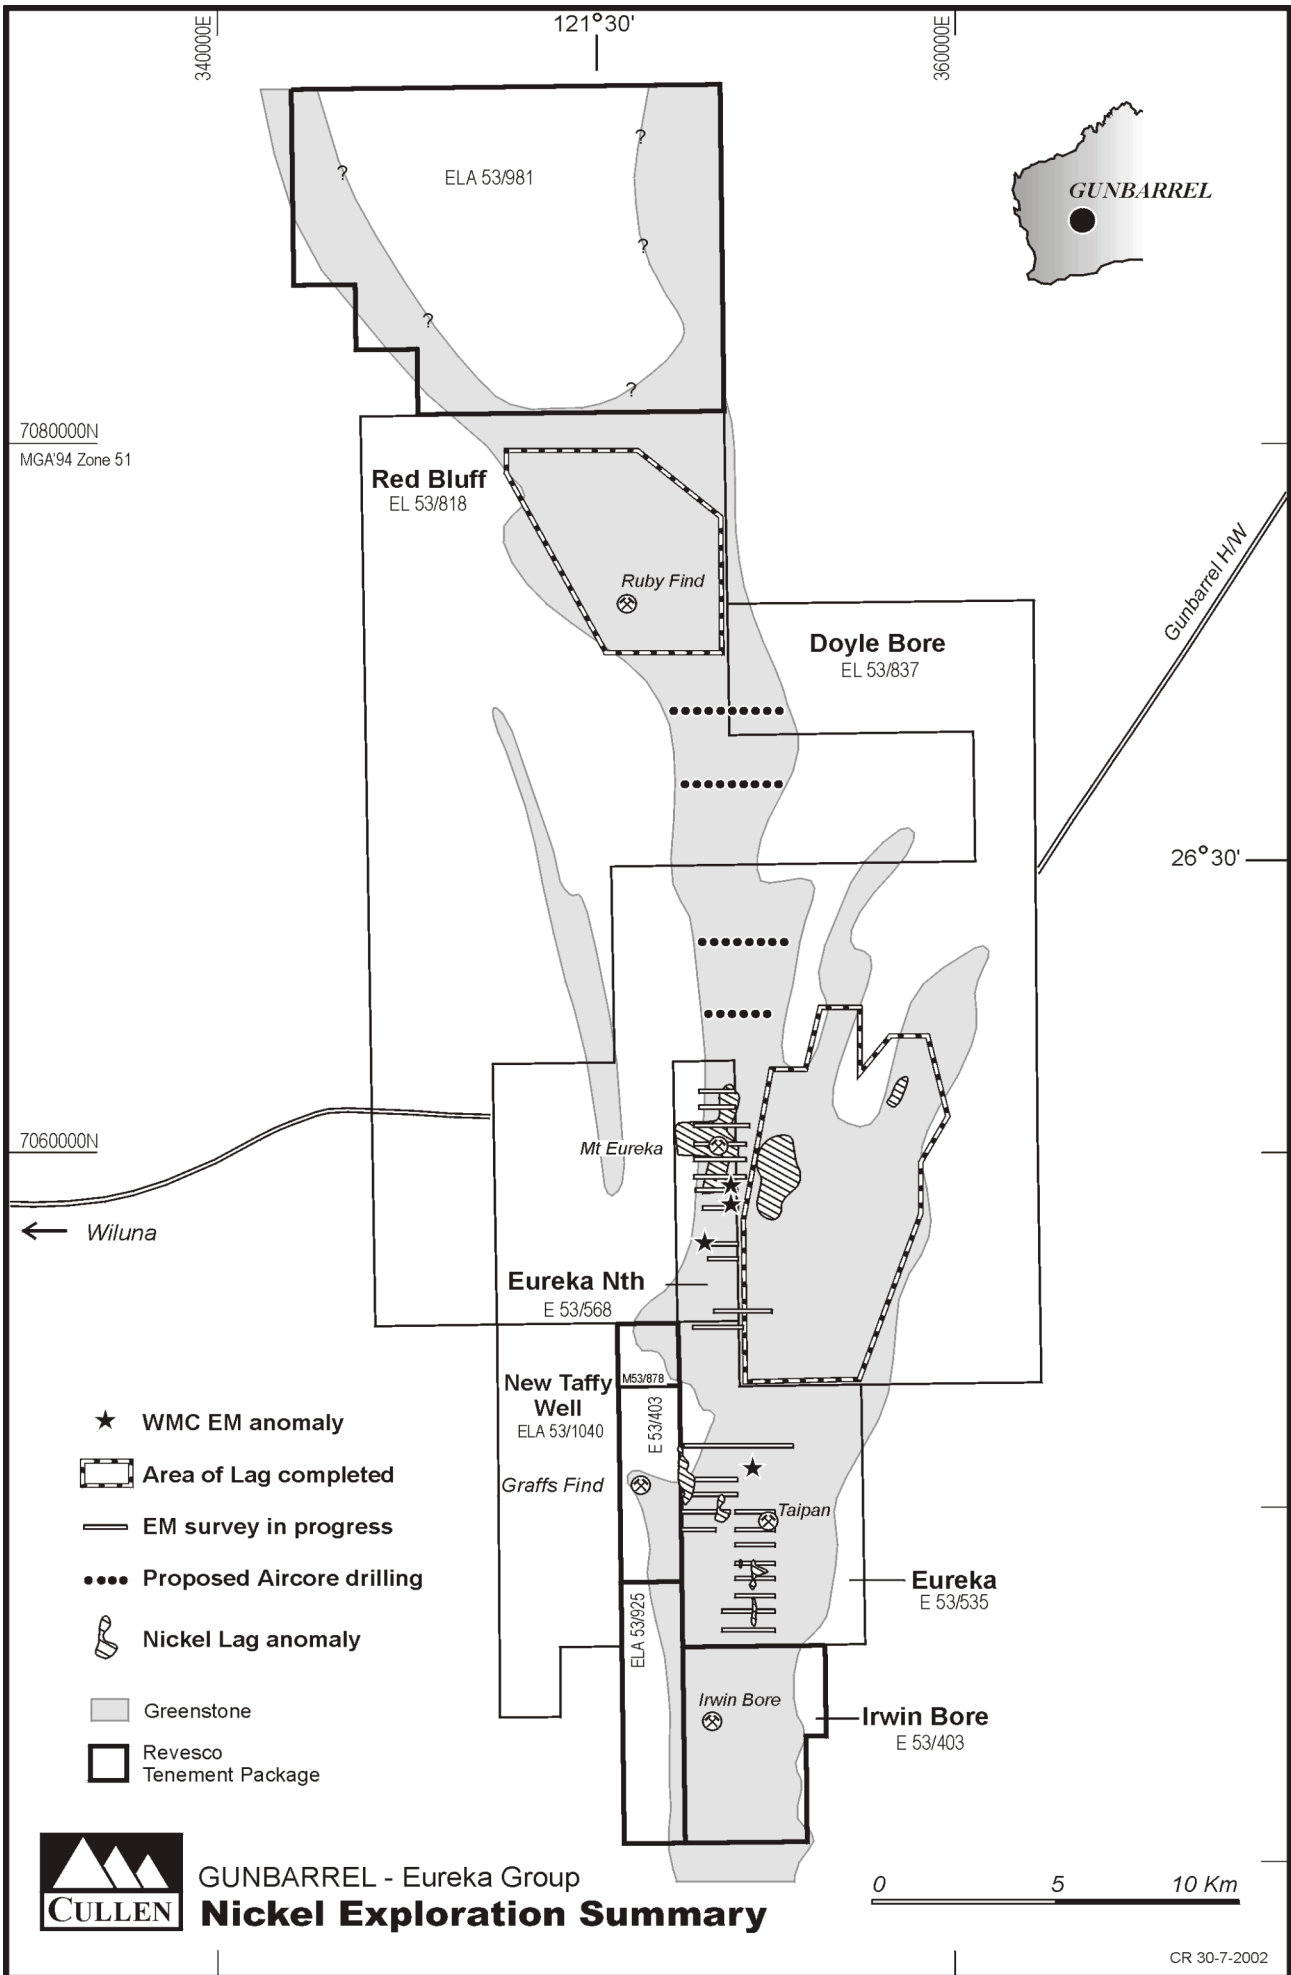 340000E
121°30'
360000E
?
?
ELA 53/981
GUNBARREL
?
?
?
7080000N
MGA'94 Zone 51
Red Bluff
EL 53/818
Ruby Find
Gunbarrel H/W
Doyle Bore
EL 53/837
26°30'
7060000N
Mt Eureka
Wiluna
Eureka Nth
E 53/568
New Taffy
Well
ELA 53/1040
M53/878
E 53/403
Graffs Find
Taipan
WMC EM anomaly
Area of Lag completed
EM survey in progress
Proposed Aircore drilling
Nickel Lag anomaly
Greenstone
Revesco
Tenement Package
Eureka
E 53/535
ELA 53/925
Irwin Bore
Irwin Bore
E 53/403
CULLEN
GUNBARREL - Eureka Group
Nickel Exploration Summary
0 5 10 Km
CR 30-7-2002